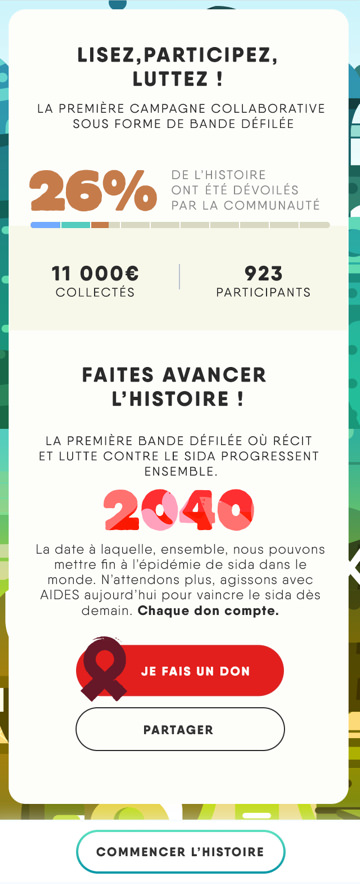 LISEZ,PARTICIPEZ,
LUTTEZ !
LA PREMIÈRE CAMPAGNE COLLABORATIVE
SOUS FORME DE BANDE DÉFILÉE
26%
DE L'HISTOIRE
ONT ÉTÉ DÉVOILÉS
PAR LA COMMUNAUTÉ
11 000€
COLLECTÉS
923
PARTICIPANTS
FAITES AVANCER
L'HISTOIRE !
LA PREMIÈRE BANDE DÉFILÉE OÙ RÉCIT
ET LUTTE CONTRE LE SIDA PROGRESSENT
ENSEMBLE.
2040
La date à laquelle, ensemble, nous pouvons
mettre fin à l'épidémie de sida dans le
monde. N'attendons plus, agissons avec
AIDES aujourd'hui pour vaincre le sida dès
demain. Chaque don compte.
JE FAIS UN DON
PARTAGER
COMMENCER L'HISTOIRE